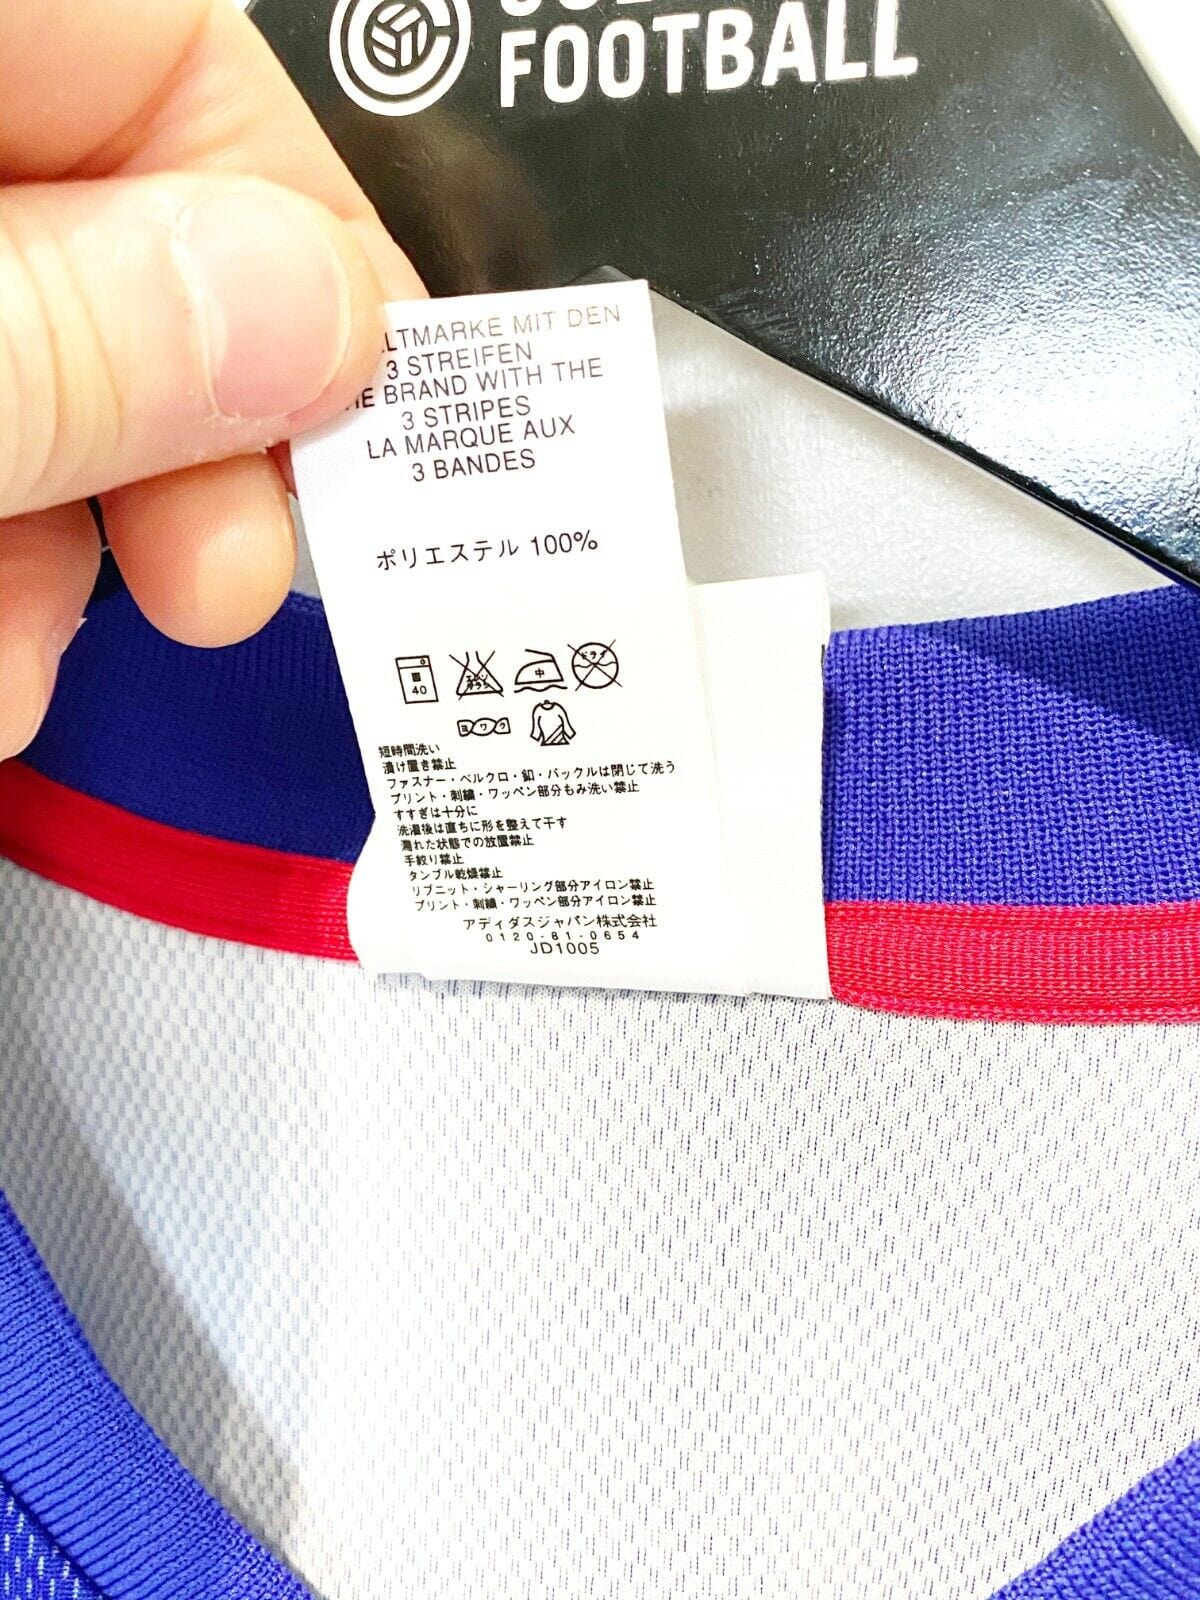 FOOTBALL
LTMARKE MIT DEN
3 STREIFEN
BRAND WITH THE
3 STRIPES
LA MARQUE AUX
3 BANDES
ポリエステル 100%
40
中
ドライ
ヨワク
短時間洗い
漬け置き禁止
ファスナー・ベルクロ・釦・バックルは閉じて洗う
プリント・刺繍・ワッペン部分もみ洗い禁止
すすぎは十分に
洗濯後は直ちに形を整えて干す
濡れた状態での放置禁止
手絞り禁止
タンブル乾燥禁止
リブニット・シャーリング部分アイロン禁止
プリント・刺繍・ワッペン部分アイロン禁止
アディダスジャパン株式会社
0120-81-0654
JD1005